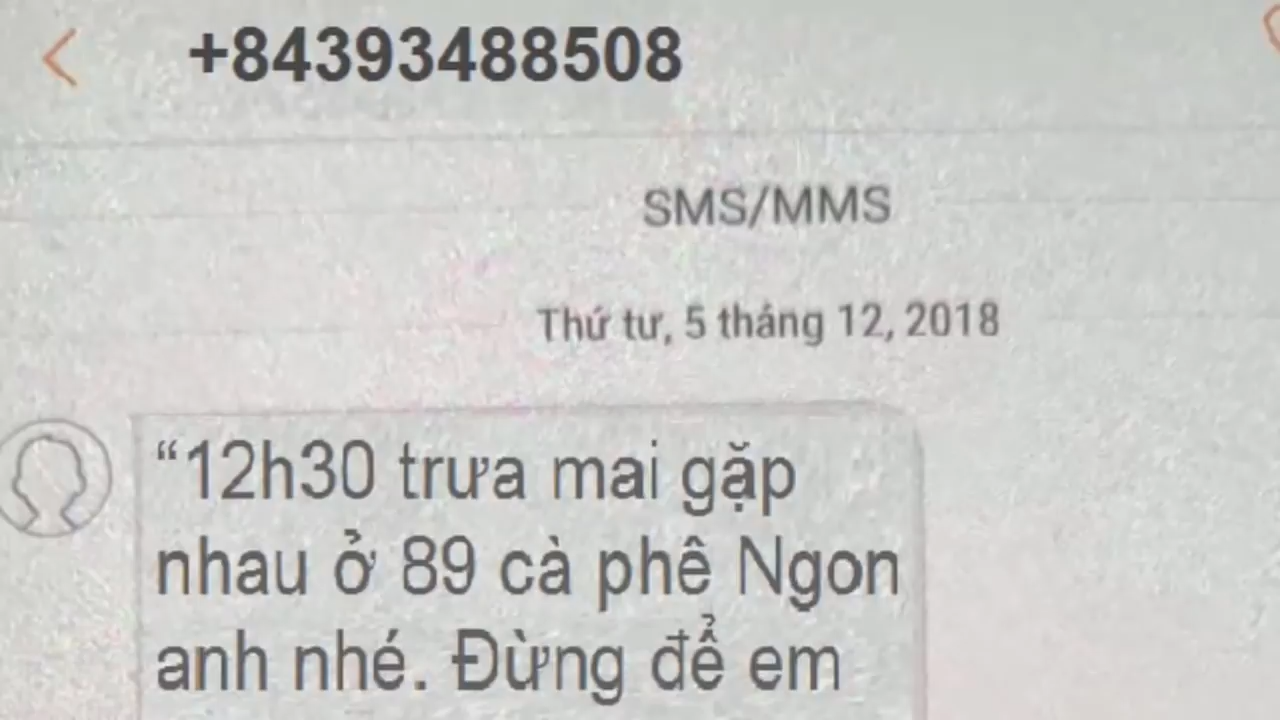 +84393488508
SMS/MMS
Thứ tư, 5 tháng 12, 2018
“12h30 trưa mai gặp
nhau ở 89 cà phê Ngon
anh nhé. Đừng để em